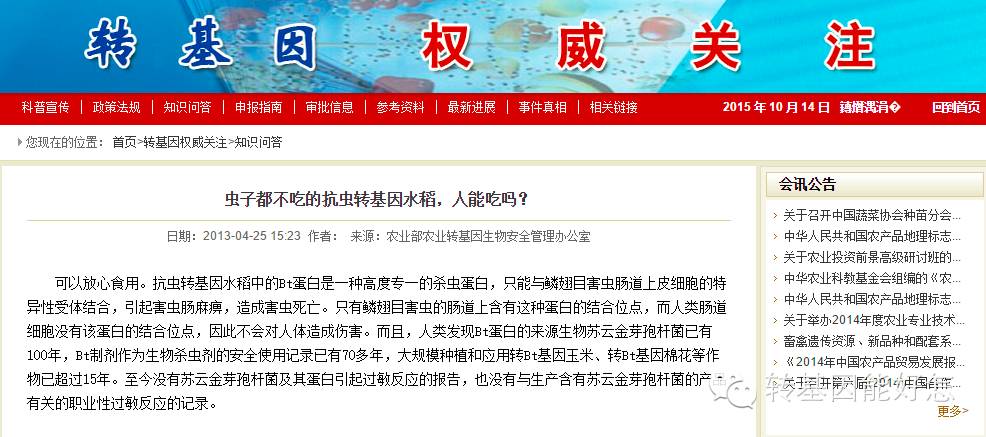 转基因 权威关注
科普宣传 政策法规 知识问答 申报指南 审批信息 参考资料 最新进展 事件真相 相关链接 2015年10月14日 回到首页
您现在的位置： 首页>转基因权威关注>知识问答
虫子都不吃的抗虫转基因水稻，人能吃吗？
日期：2013-04-25 15:23 作者： 来源：农业部农业转基因生物安全管理办公室
可以放心食用。抗虫转基因水稻中的Bt蛋白是一种高度专一的杀虫蛋白，只能与鳞翅目害虫肠道上皮细胞的特
异性受体结合，引起害虫肠麻痹，造成害虫死亡。只有鳞翅目害虫的肠道上含有这种蛋白的结合位点，而人类肠道
细胞没有该蛋白的结合位点，因此不会对人体造成伤害。而且，人类发现Bt蛋白的来源生物苏云金芽孢杆菌已有
100年，Bt制剂作为生物杀虫剂的安全使用记录已有70多年，大规模种植和应用转Bt基因玉米、转Bt基因棉花等作
物已超过15年。至今没有苏云金芽孢杆菌及其蛋白引起过敏反应的报告，也没有与生产含有苏云金芽孢杆菌的产
有关的职业性过敏反应的记录。
会讯公告
关于召开中国蔬菜协会种苗分会...
中华人民共和国农产品地理标志...
关于农业投资前景高级研讨班的...
中华农业科教基金会组编的《农...
中华人民共和国农产品地理标志...
关于举办2014年度农业专业技术...
畜禽遗传资源、新品种和配套系...
《2014年中国农产品贸易发展报...
关于召开第六届(2014)中国合作...
更多>
转基因能好怎